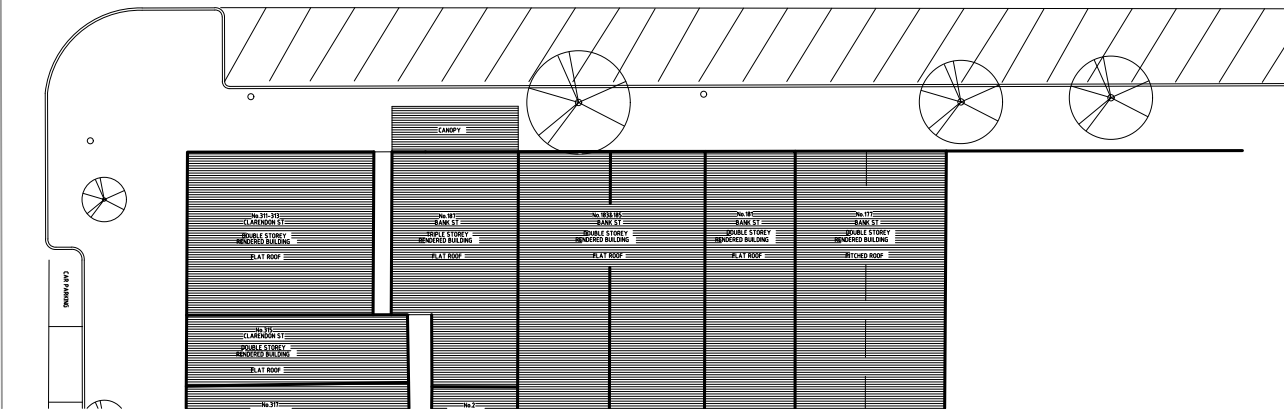 CANOPY
No.311-313
CLARENDON ST
DOUBLE STOREY
RENDERED BUILDING
FLAT ROOF
No.187
BANK ST
TRIPLE STOREY
RENDERED BUILDING
FLAT ROOF
No.183&185
BANK ST
DOUBLE STOREY
RENDERED BUILDING
FLAT ROOF
No.181
BANK ST
DOUBLE STOREY
RENDERED BUILDING
FLAT ROOF
No.177
BANK ST
DOUBLE STOREY
RENDERED BUILDING
PITCHED ROOF
CAR PARKING
No.315
CLARENDON ST
DOUBLE STOREY
RENDERED BUILDING
FLAT ROOF
No.317
No.2